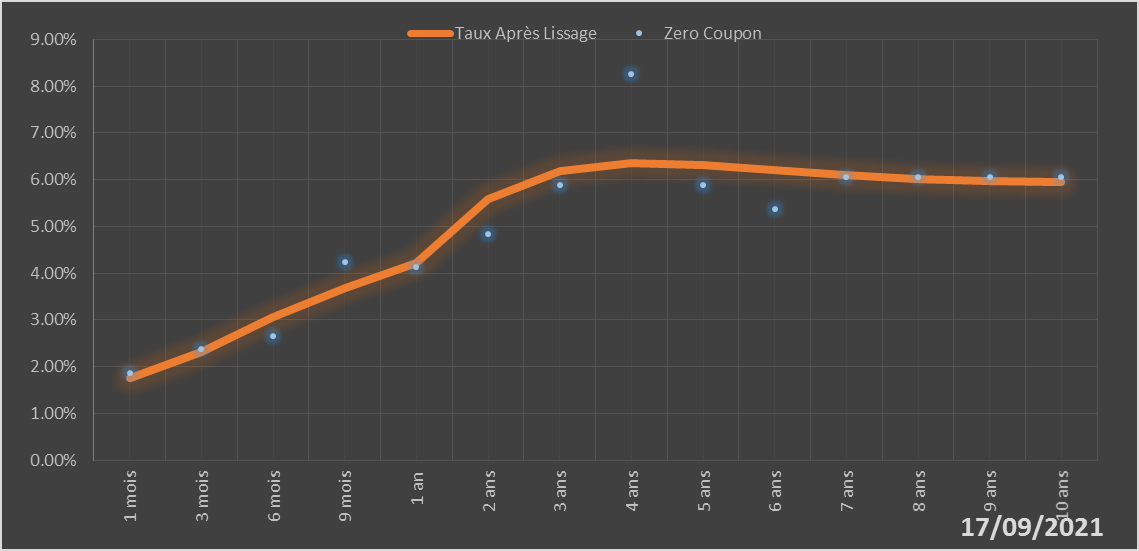 Taux Après Lissage Zero Coupon
9.00%
8.00%
7.00%
6.00%
5.00%
4.00%
3.00%
2.00%
1.00%
0.00%
1 mois
3 mois
6 mois
9 mois
1 an
2 ans
3 ans
4 ans
5 ans
6 ans
7 ans
8 ans
9 ans
10 ans
17/09/2021